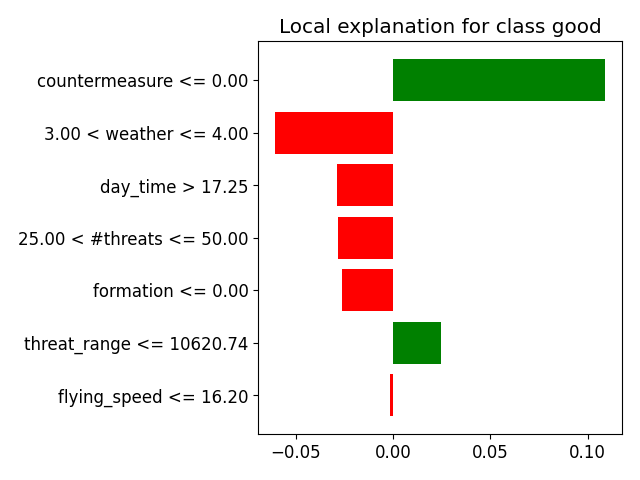 Local explanation for class good
countermeasure <= 0.00
3.00 < weather <= 4.00
day_time > 17.25
25.00 < #threats <= 50.00
formation <= 0.00
threat_range <= 10620.74
flying_speed <= 16.20
−0.05 0.00 0.05 0.10